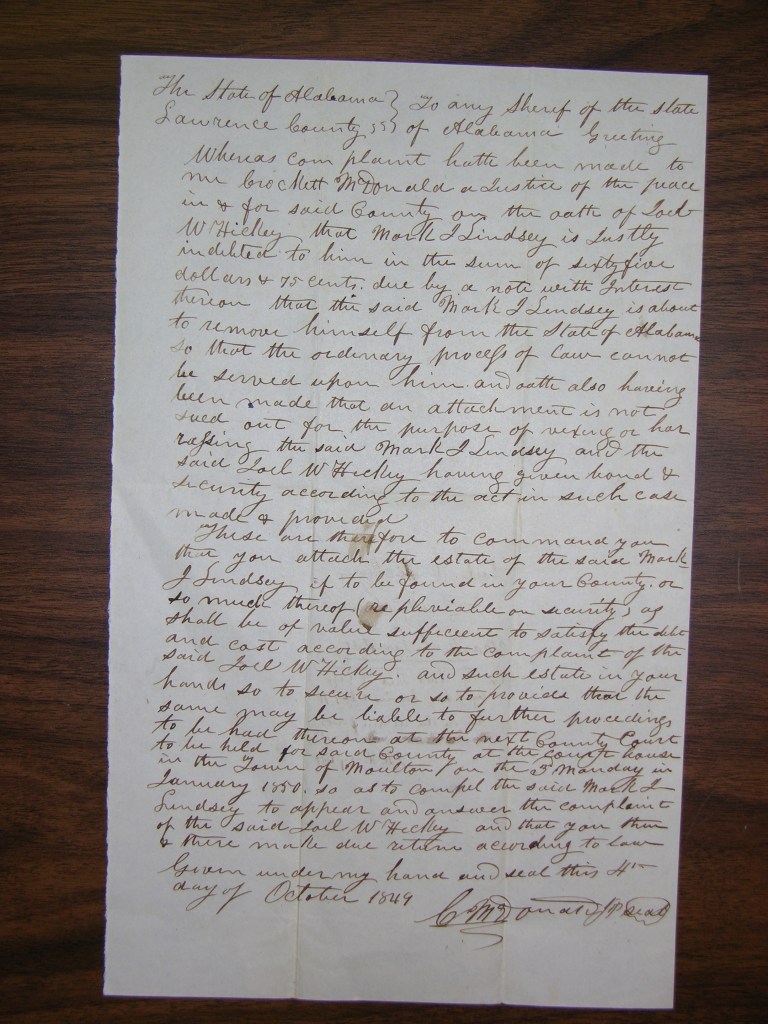 The State of Alabama } To any Sherif of the state
Lawrence County SS } of Alabama Greeting
Whereas complaint hath been made to
me Crockett McDonald a Justice of the peace
in & for said County on the oath of Joel
W Hickey that Mark J Lindsey is Justly
indebted to him in the sum of sixtyfive
dollars & 75 cents. due by a note with Interest
thereon that the said Mark J Lindsey is about
to remove himself from the State of Alabama
so that the ordinary process of law cannot
be served upon him. and oath also having
been made that an attachment is not
sued out for the purpose of vexing or har
rassing the said Mark J Lindsey and the
said Joel W Hickey having given bond &
security according to the act in such case
made & provided
These are therefore to command you
that you attach the estate of the said Mark
J Lindsey if to be found in your County. or
so much thereof (repleviable on security) as
shall be of value sufficeent to satisfy the debt
and cost according to the complaint of the
said Joel W Hickey. and such estate in your
hands so to secure or so to provide that the
same may be liable to further procedings
to be had thereon at the next County Court
to be held for said County at the Court house
in the Town of Moulton on the Monday in
January 1850. so as to compel the said Mark J
Lindsey to appear and answer the complaint
of the said Joel W Hickey and that you then
& there make due return according to law
Given under my hand and seal this 4th
day of October 1849
C McDonald JP (seal)